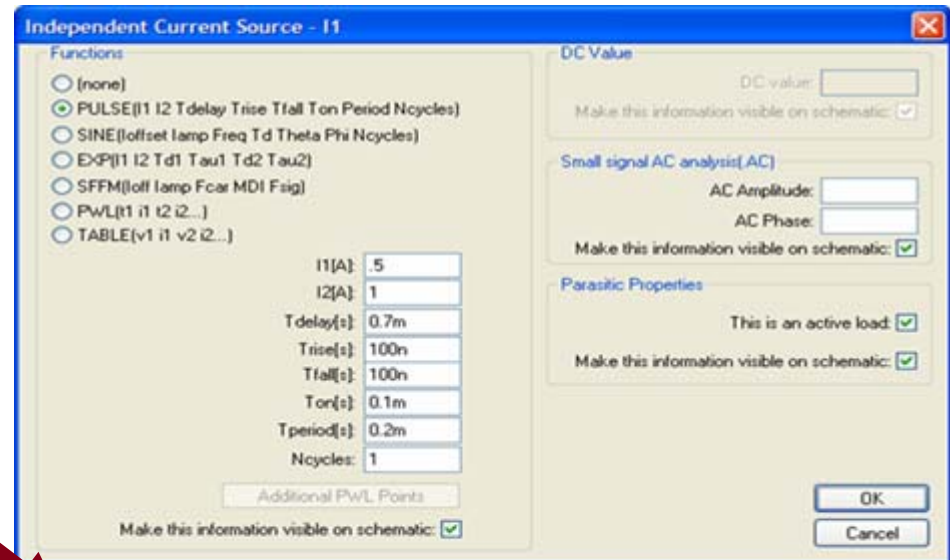 Independent Current Source - I1
Functions
(none)
PULSE(I1 I2 Tdelay Trise Tfall Ton Period Ncycles)
SINE(Ioffset Iamp Freq Td Theta Phi Ncycles)
EXP(I1 I2 Td1 Tau1 Td2 Tau2)
SFFM(Ioff Iamp Fcar MDI Fsig)
PWL(t1 i1 t2 i2...)
TABLE(v1 i1 v2 i2...)
I1[A]: .5
I2[A]: 1
Tdelay[s]: 0.7m
Trise[s]: 100n
Tfall[s]: 100n
Ton[s]: 0.1m
Tperiod[s]: 0.2m
Ncycles: 1
Additional PWL Points
Make this information visible on schematic:
DC Value
DC value:
Make this information visible on schematic:
Small signal AC analysis(.AC)
AC Amplitude:
AC Phase:
Make this information visible on schematic:
Parasitic Properties
This is an active load:
Make this information visible on schematic:
OK
Cancel